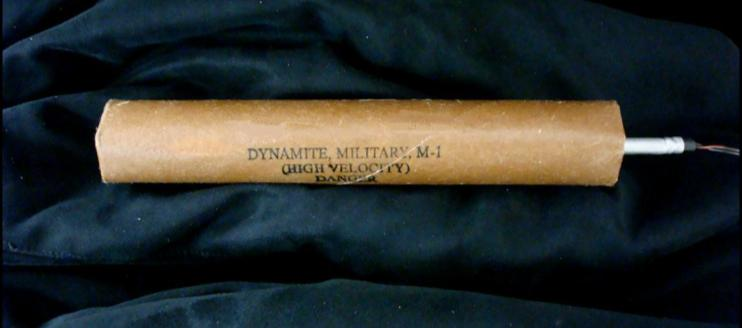 DYNAMITE, MILITARY, M-1
(HIGH VELOCITY)
DANGER